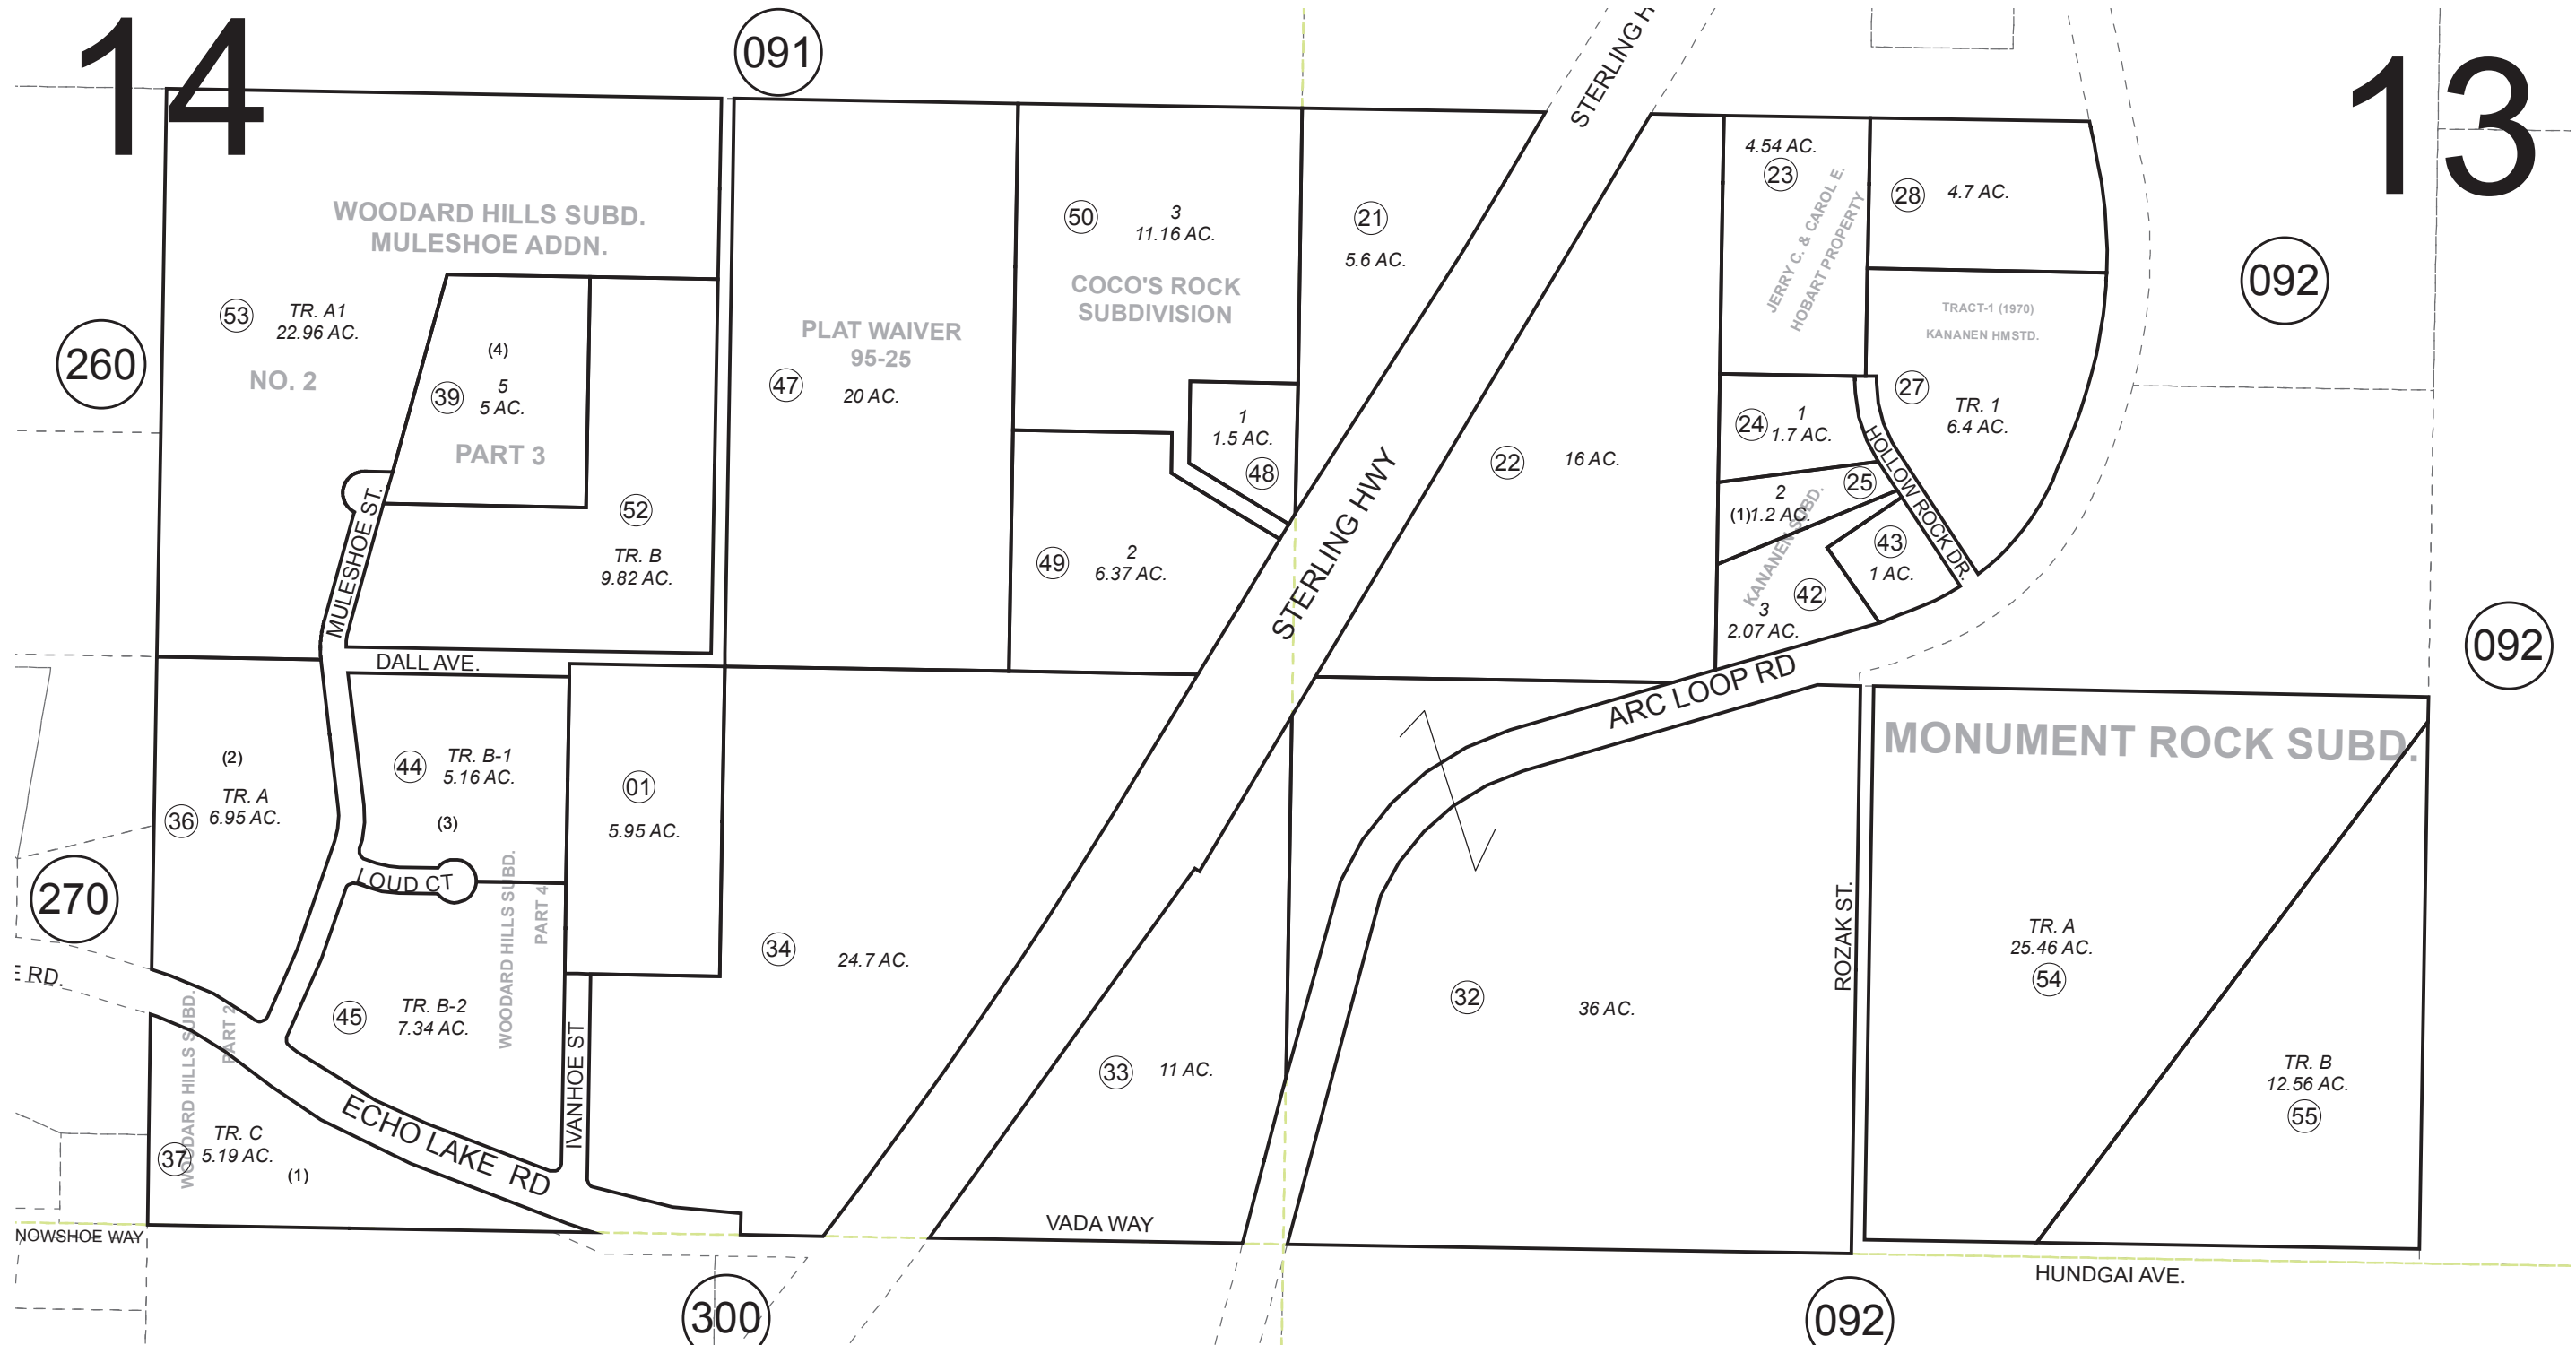 14
091
STERLING H
13
WOODARD HILLS SUBD.
MULESHOE ADDN.
53
TR. A1
22.96 AC.
NO. 2
260
(4)
39
5
5 AC.
PART 3
52
TR. B
9.82 AC.
MULESHOE ST.
DALL AVE.
PLAT WAIVER
95-25
47
20 AC.
50
3
11.16 AC.
COCO'S ROCK
SUBDIVISION
1
1.5 AC.
48
49
2
6.37 AC.
21
5.6 AC.
STERLING HWY
22
16 AC.
4.54 AC.
23
JERRY C. & CAROL E.
HOBART PROPERTY
28
4.7 AC.
TRACT-1 (1970)
KANANEN HMSTD.
27
TR. 1
6.4 AC.
24
1
1.7 AC.
HOLLOW ROCK DR.
25
2
(1)
1.2 AC.
KANANEN SUBD.
43
1 AC.
42
3
2.07 AC.
092
092
ARC LOOP RD
MONUMENT ROCK SUBD.
(2)
TR. A
36
6.95 AC.
270
44
TR. B-1
5.16 AC.
(3)
01
5.95 AC.
LOUD CT
WOODARD HILLS SUBD.
PART 4
34
24.7 AC.
E RD.
45
TR. B-2
7.34 AC.
WOODARD HILLS SUBD.
PART 2
37
TR. C
5.19 AC.
(1)
ECHO LAKE RD
IVANHOE ST
33
11 AC.
VADA WAY
32
36 AC.
ROZAK ST.
TR. A
25.46 AC.
54
TR. B
12.56 AC.
55
NOWSHOE WAY
HUNDGAI AVE.
300
092